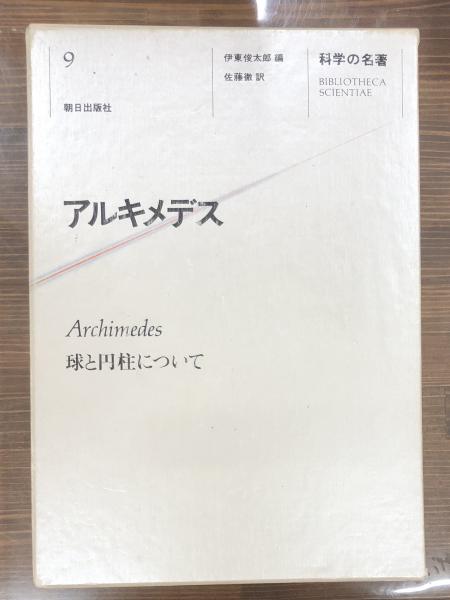 9
朝日出版社
伊東俊太郎 編
佐藤徹 訳
科学の名著
BIBLIOTHECA
SCIENTIAE
アルキメデス
Archimedes
球と円柱について